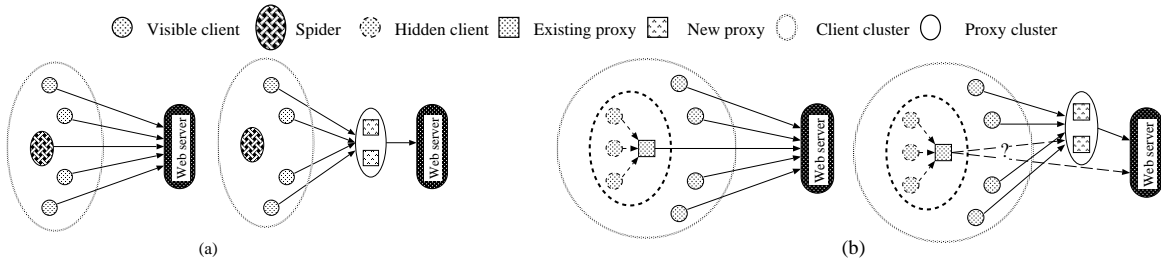 Visible client Spider Hidden client Existing proxy New proxy Client cluster Proxy cluster
Web server
Web server
Web server
?
Web server
(a)
(b)